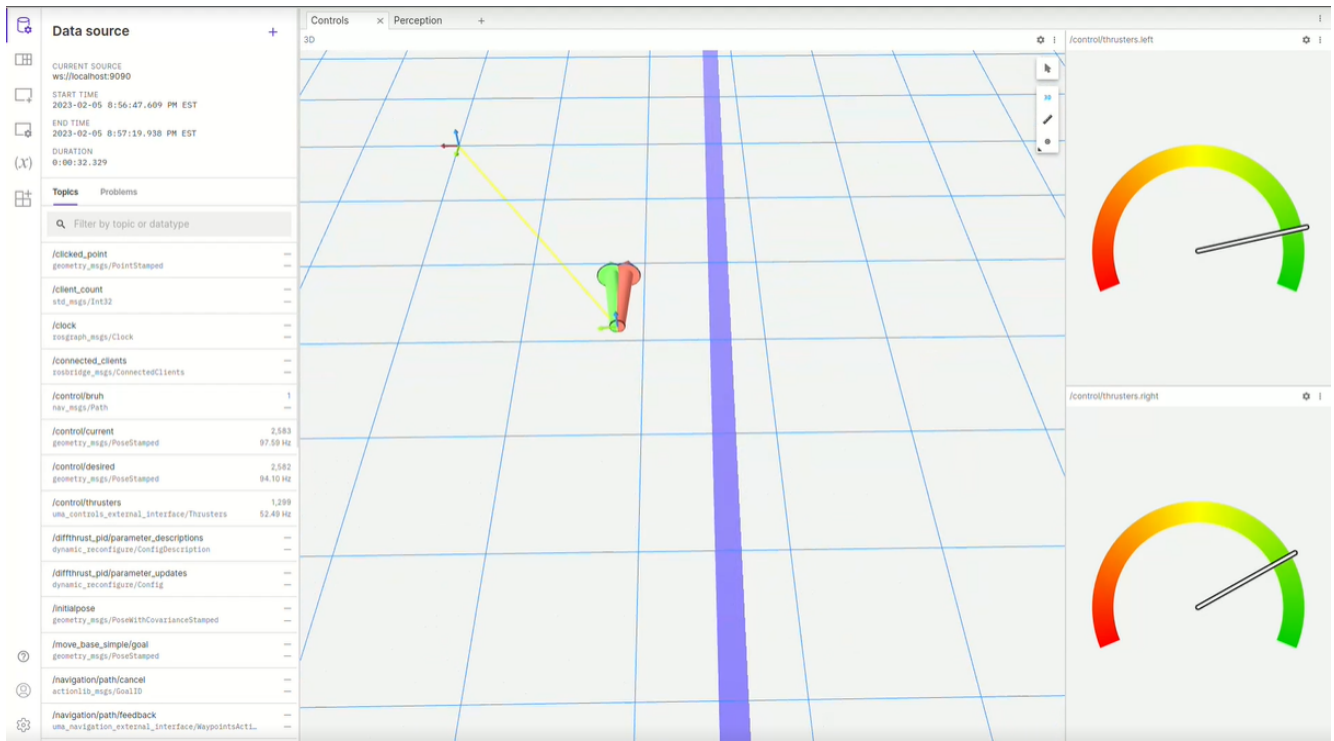 Data source
+
CURRENT SOURCE
ws://localhost:9090
START TIME
2023-02-05 8:56:47.609 PM EST
END TIME
2023-02-05 8:57:19.938 PM EST
DURATION
0:00:32.329
Topics Problems
Filter by topic or datatype
/clicked_point
geometry_msgs/PointStamped
/client_count
std_msgs/Int32
/clock
rosgraph_msgs/Clock
/connected_clients
rosbridge_msgs/ConnectedClients
/control/bruh 1
nav_msgs/Path
/control/current 2,583
geometry_msgs/PoseStamped 97.59 Hz
/control/desired 2,582
geometry_msgs/PoseStamped 94.10 Hz
/control/thrusters 1,299
uma_controls_external_interface/Thrusters 52.49 Hz
/diffthrust_pid/parameter_descriptions
dynamic_reconfigure/ConfigDescription
/diffthrust_pid/parameter_updates
dynamic_reconfigure/Config
/initialpose
geometry_msgs/PoseWithCovarianceStamped
/move_base_simple/goal
geometry_msgs/PoseStamped
/navigation/path/cancel
actionlib_msgs/GoalID
/navigation/path/feedback
uma_navigation_external_interface/WaypointsActi…
(x)
Controls × Perception +
3D
3D
/control/thrusters.left
/control/thrusters.right